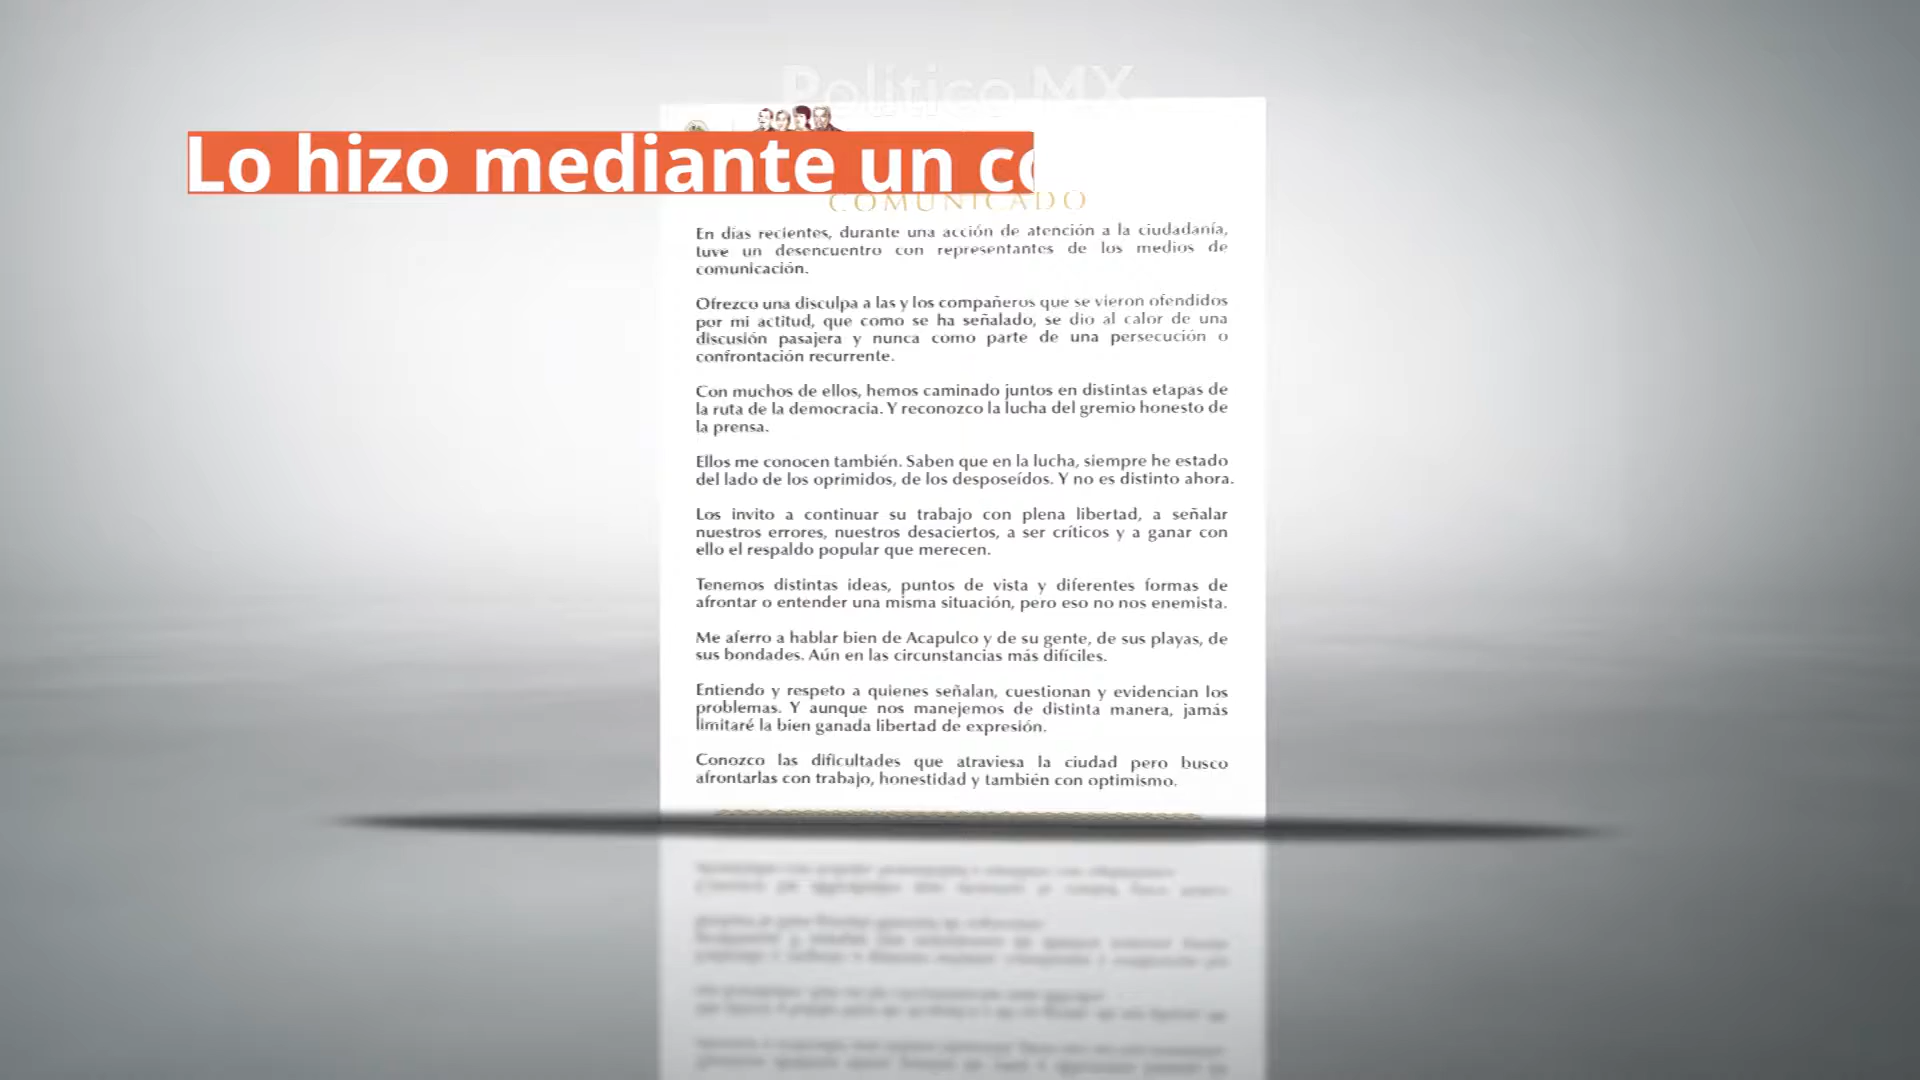 Político MX
Lo hizo mediante un co
COMUNICADO
En días recientes, durante una acción de atención a la ciudadanía,
tuve un desencuentro con representantes de los medios de
comunicación.
Ofrezco una disculpa a las y los compañeros que se vieron ofendidos
por mi actitud, que como se ha señalado, se dio al calor de una
discusión pasajera y nunca como parte de una persecución o
confrontación recurrente.
Con muchos de ellos, hemos caminado juntos en distintas etapas de
la ruta de la democracia. Y reconozco la lucha del gremio honesto de
la prensa.
Ellos me conocen también. Saben que en la lucha, siempre he estado
del lado de los oprimidos, de los desposeídos. Y no es distinto ahora.
Los invito a continuar su trabajo con plena libertad, a señalar
nuestros errores, nuestros desaciertos, a ser críticos y a ganar con
ello el respaldo popular que merecen.
Tenemos distintas ideas, puntos de vista y diferentes formas de
afrontar o entender una misma situación, pero eso no nos enemista.
Me aferro a hablar bien de Acapulco y de su gente, de sus playas, de
sus bondades. Aún en las circunstancias más difíciles.
Entiendo y respeto a quienes señalan, cuestionan y evidencian los
problemas. Y aunque nos manejemos de distinta manera, jamás
limitaré la bien ganada libertad de expresión.
Conozco las dificultades que atraviesa la ciudad pero busco
afrontarlas con trabajo, honestidad y también con optimismo.